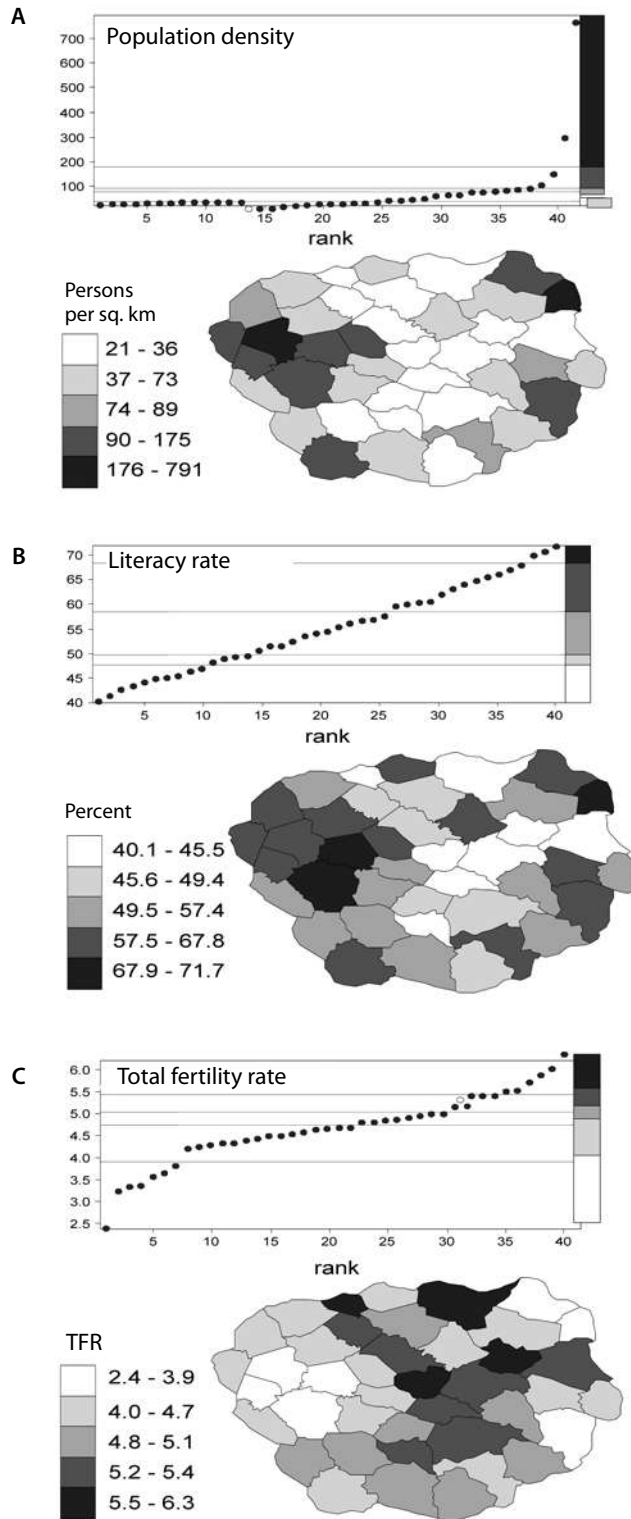 A
Population density
700
600
500
400
300
200
100
5 10 15 20 25 30 35 40
rank
Persons
per sq. km
21 - 36
37 - 73
74 - 89
90 - 175
176 - 791
B
Literacy rate
70
65
60
55
50
45
40
5 10 15 20 25 30 35 40
rank
Percent
40.1 - 45.5
45.6 - 49.4
49.5 - 57.4
57.5 - 67.8
67.9 - 71.7
C
Total fertility rate
6.0
5.5
5.0
4.5
4.0
3.5
3.0
2.5
5 10 15 20 25 30 35 40
rank
TFR
2.4 - 3.9
4.0 - 4.7
4.8 - 5.1
5.2 - 5.4
5.5 - 6.3